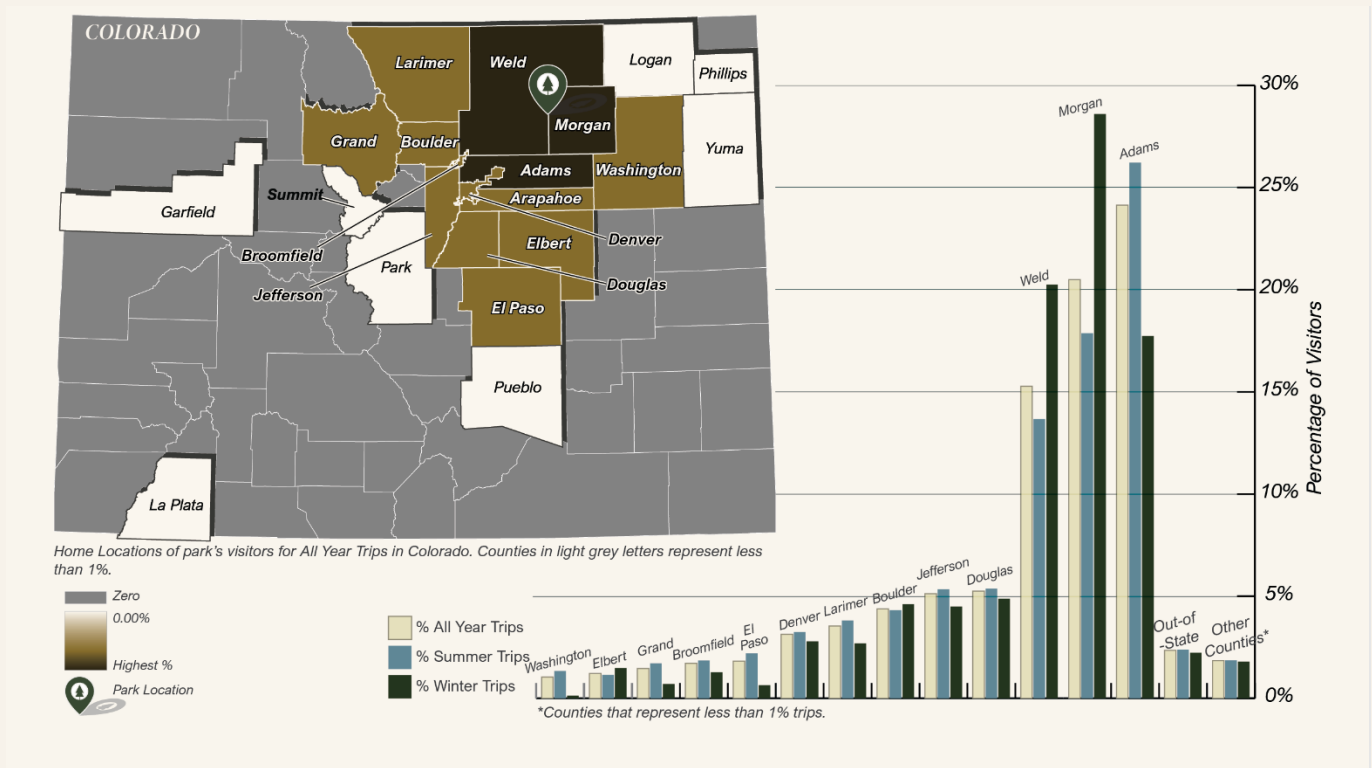 COLORADO
Larimer
Weld
Logan
Phillips
Grand
Boulder
Morgan
Yuma
Adams
Washington
Summit
Arapahoe
Garfield
Broomfield
Denver
Elbert
Park
Jefferson
Douglas
El Paso
Pueblo
La Plata
Home Locations of park's visitors for All Year Trips in Colorado. Counties in light grey letters represent less
than 1%.
Zero
0.00%
Highest %
Park Location
% All Year Trips
% Summer Trips
% Winter Trips
Washington
Elbert
Grand
Broomfield
El
Paso
Denver
Larimer
Boulder
Jefferson
Douglas
Weld
Morgan
Adams
Out-of
-State
Other
Counties*
30%
25%
20%
15%
10%
5%
0%
Percentage of Visitors
*Counties that represent less than 1% trips.